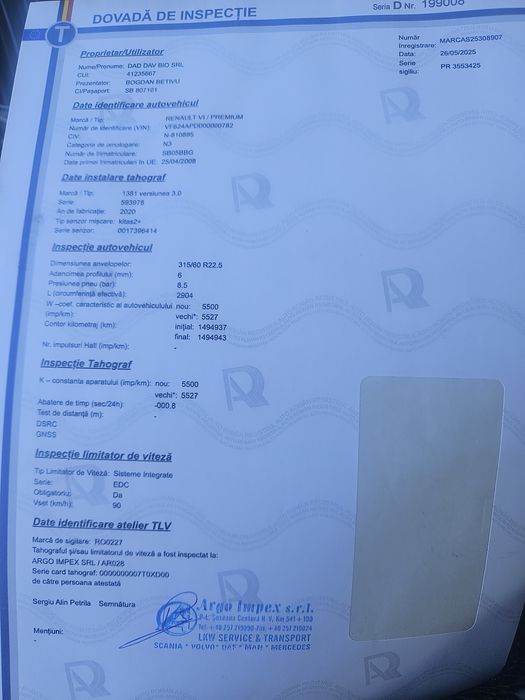 T DOVADĂ DE INSPECȚIE Seria D Nr. 199008
Număr înregistrare: MARCAS25308907
Data: 26/05/2025
Serie sigiliu: PR 3553425
Proprietar/Utilizator
Nume/Prenume: DAD DAV BIO SRL
CUI: 41235667
Prezentator: BOGDAN BETIVU
CI/Pașaport: SB 807101
Date identificare autovehicul
Marcă / Tip: RENAULT VI / PREMIUM
Număr de identificare (VIN): VF624APD000000782
CIV: N-810895
Categorie de omologare: N3
Număr de înmatriculare: SB05BBG
Data primei înmatriculări în UE: 25/04/2008
Date instalare tahograf
Marcă / Tip: 1381 versiunea 3.0
Serie: 593978
An de fabricație: 2020
Tip senzor mișcare: kitas2+
Serie senzor: 0017396414
Inspecție autovehicul
Dimensiunea anvelopelor: 315/60 R22.5
Adâncimea profilului (mm): 6
Presiunea pneu (bar): 8.5
L (circumferință efectivă): 2904
W –coef. caracteristic al autovehiculului nou: 5500
(imp/km): vechi*: 5527
Contor kilometraj (km): inițial: 1494937
final: 1494943
Nr. impulsuri Hall (imp/km): -
Inspecție Tahograf
K – constanta aparatului (imp/km): nou: 5500
vechi*: 5527
Abatere de timp (sec/24h): -000.8
Test de distanță (m): -
DSRC
GNSS
Inspecție limitator de viteză
Tip Limitator de Viteză: Sisteme Integrate
Serie: EDC
Obligatoriu: Da
Vset (km/h): 90
Date identificare atelier TLV
Marcă de sigilare: RO0227
Tahograful și/sau limitatorul de viteză a fost inspectat la:
ARGO IMPEX SRL / AR028
Serie card tahograf: 0000000007T0XD00
de către persoana atestată
Sergiu Alin Petrila Semnătura
Argo Impex s.r.l.
LKW SERVICE & TRANSPORT
SCANIA * VOLVO * DAF * MAN * MERCEDES
Mențiuni:
-